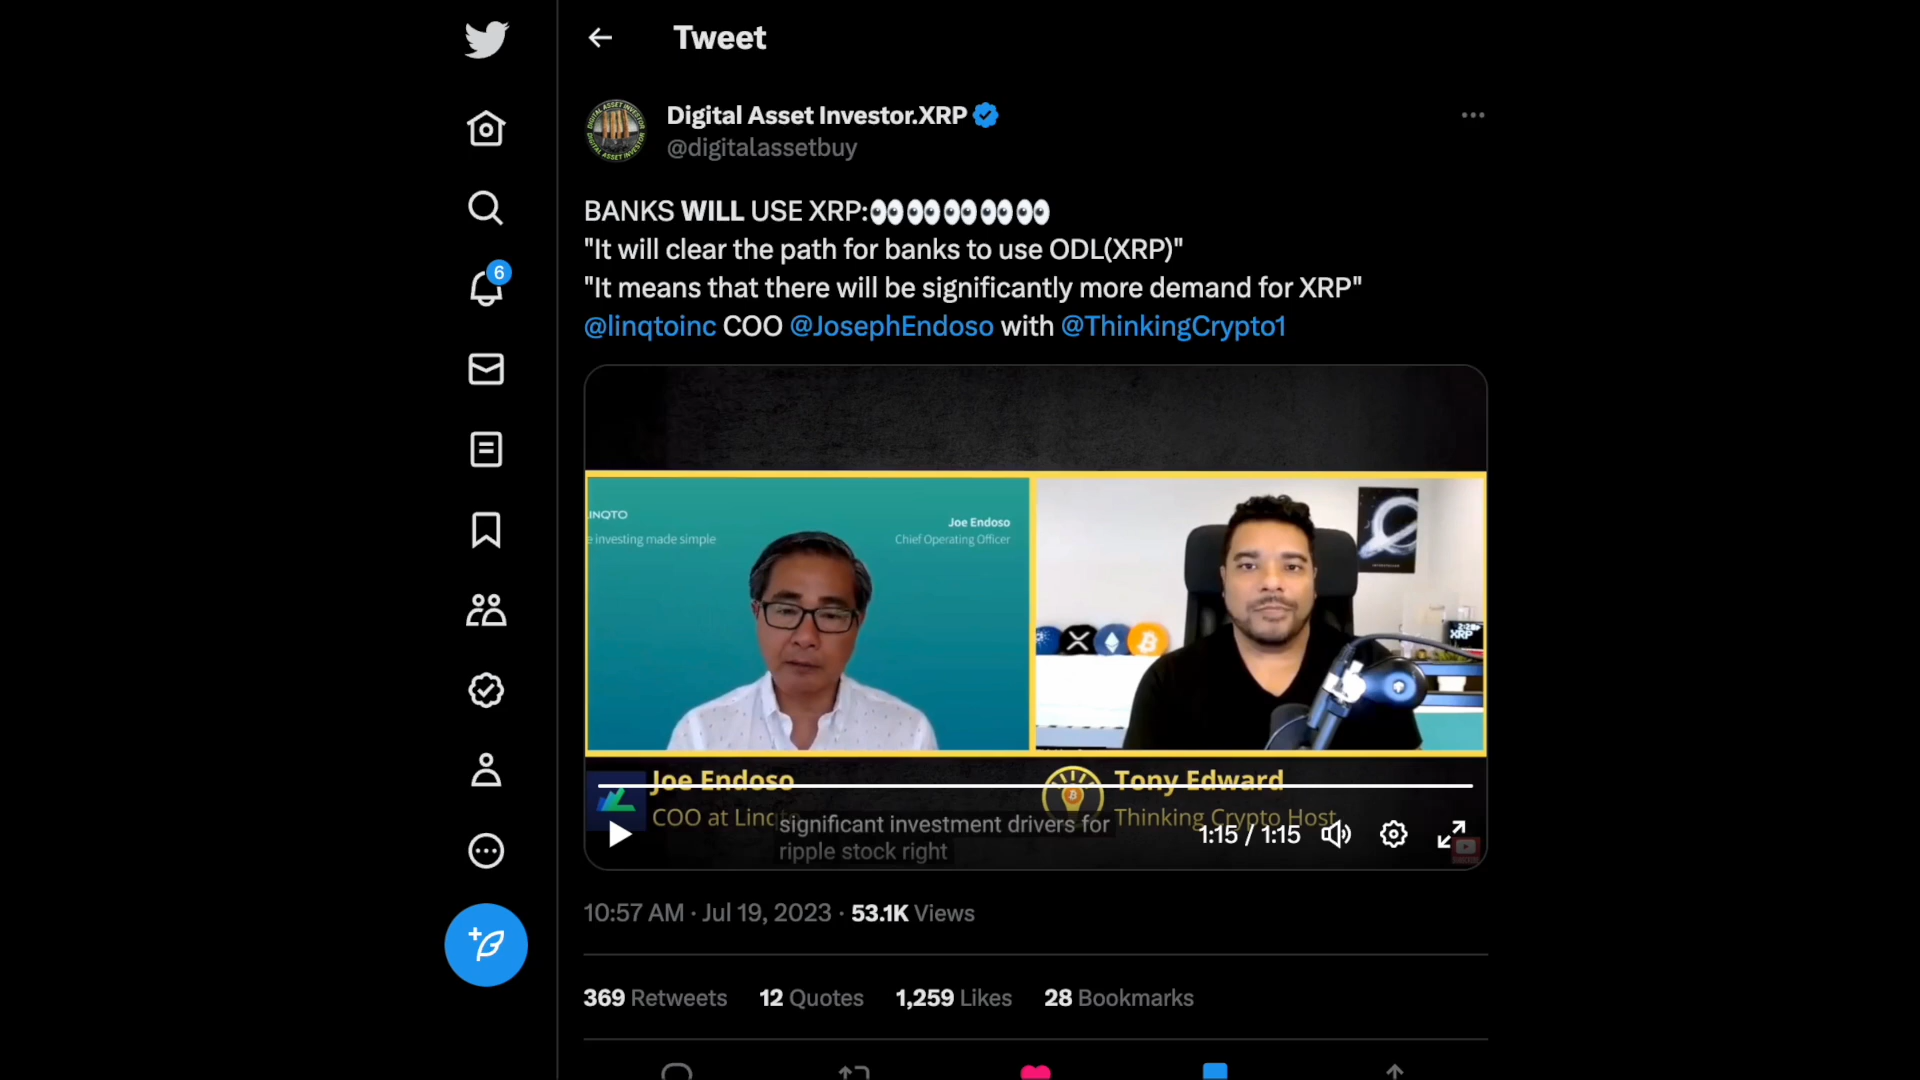 Tweet
Digital Asset Investor.XRP
@digitalassetbuy
BANKS WILL USE XRP:👀👀👀👀👀
"It will clear the path for banks to use ODL(XRP)"
"It means that there will be significantly more demand for XRP"
@linqtoinc COO @JosephEndoso with @ThinkingCrypto1
6
INQTO
Joe Endoso
e investing made simple
Chief Operating Officer
XRP
Joe Endoso
Tony Edward
COO at Linqto
Thinking Crypto Host
significant investment drivers for
ripple stock right
1:15 / 1:15
10:57 AM · Jul 19, 2023 · 53.1K Views
369 Retweets 12 Quotes 1,259 Likes 28 Bookmarks